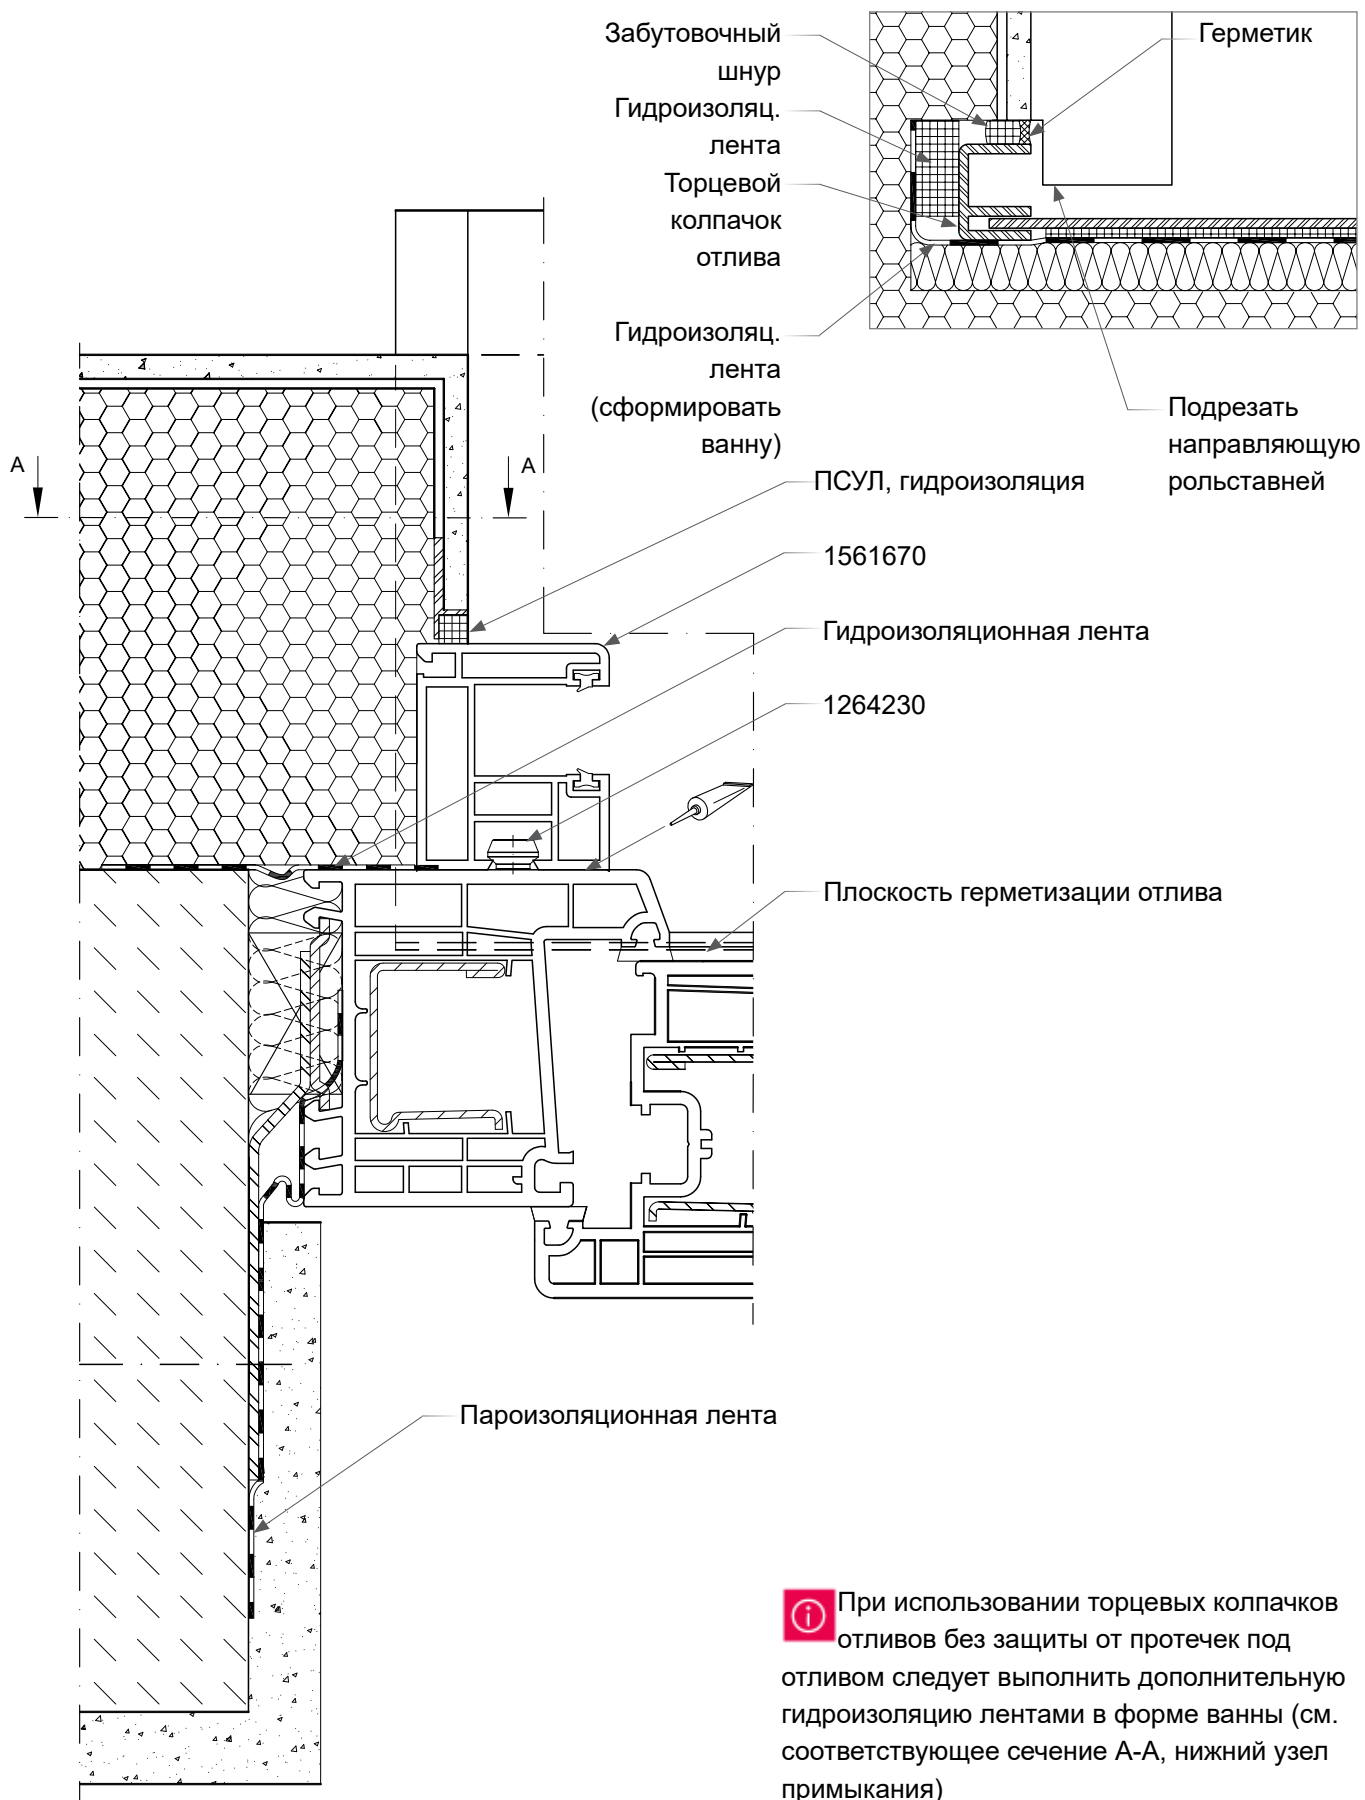 Забутовочный
шнур
Гидроизоляц.
лента
Торцевой
колпачок
отлива
Гидроизоляц.
лента
(сформировать
ванну)
Герметик
Подрезать
направляющую
рольставней
A
A
ПСУЛ, гидроизоляция
1561670
Гидроизоляционная лента
1264230
Плоскость герметизации отлива
Пароизоляционная лента
При использовании торцевых колпачков
отливов без защиты от протечек под
отливом следует выполнить дополнительную
гидроизоляцию лентами в форме ванны (см.
соответствующее сечение А-А, нижний узел
примыкания)